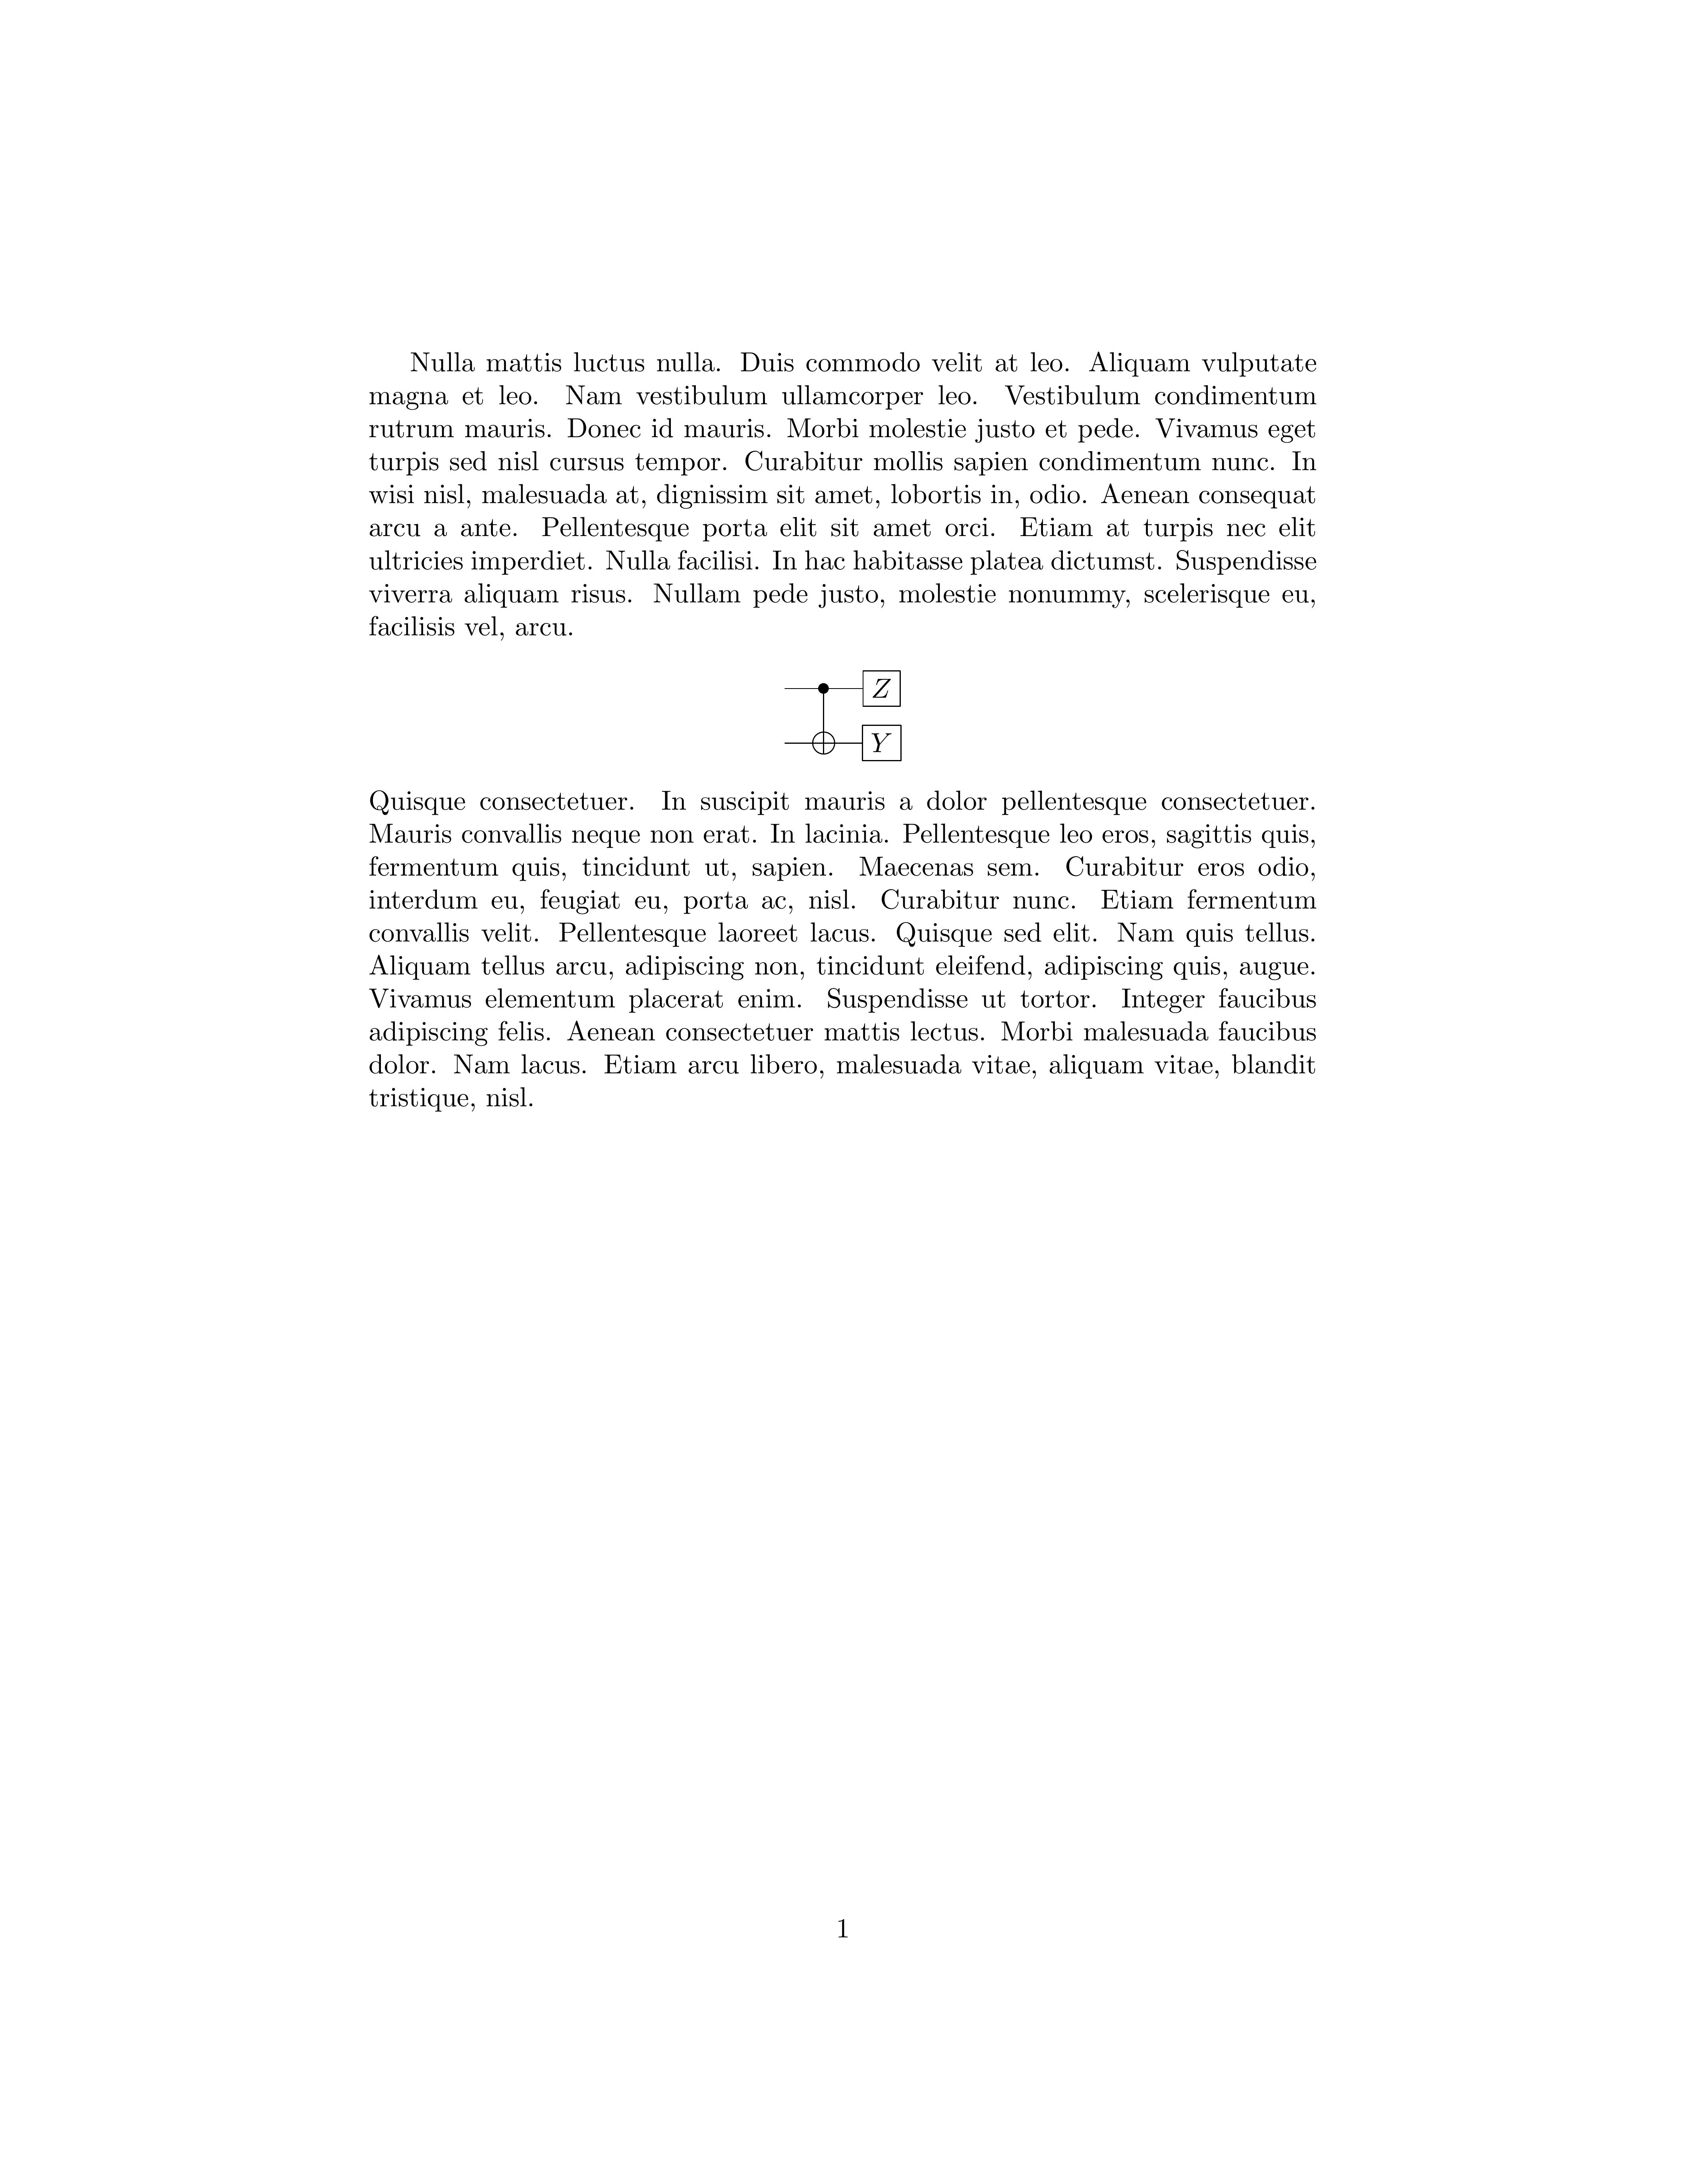 Nulla mattis luctus nulla. Duis commodo velit at leo. Aliquam vulputate
magna et leo. Nam vestibulum ullamcorper leo. Vestibulum condimentum
rutrum mauris. Donec id mauris. Morbi molestie justo et pede. Vivamus eget
turpis sed nisl cursus tempor. Curabitur mollis sapien condimentum nunc. In
wisi nisl, malesuada at, dignissim sit amet, lobortis in, odio. Aenean consequat
arcu a ante. Pellentesque porta elit sit amet orci. Etiam at turpis nec elit
ultricies imperdiet. Nulla facilisi. In hac habitasse platea dictumst. Suspendisse
viverra aliquam risus. Nullam pede justo, molestie nonummy, scelerisque eu,
facilisis vel, arcu.
Z
Y
Quisque consectetuer. In suscipit mauris a dolor pellentesque consectetuer.
Mauris convallis neque non erat. In lacinia. Pellentesque leo eros, sagittis quis,
fermentum quis, tincidunt ut, sapien. Maecenas sem. Curabitur eros odio,
interdum eu, feugiat eu, porta ac, nisl. Curabitur nunc. Etiam fermentum
convallis velit. Pellentesque laoreet lacus. Quisque sed elit. Nam quis tellus.
Aliquam tellus arcu, adipiscing non, tincidunt eleifend, adipiscing quis, augue.
Vivamus elementum placerat enim. Suspendisse ut tortor. Integer faucibus
adipiscing felis. Aenean consectetuer mattis lectus. Morbi malesuada faucibus
dolor. Nam lacus. Etiam arcu libero, malesuada vitae, aliquam vitae, blandit
tristique, nisl.
1